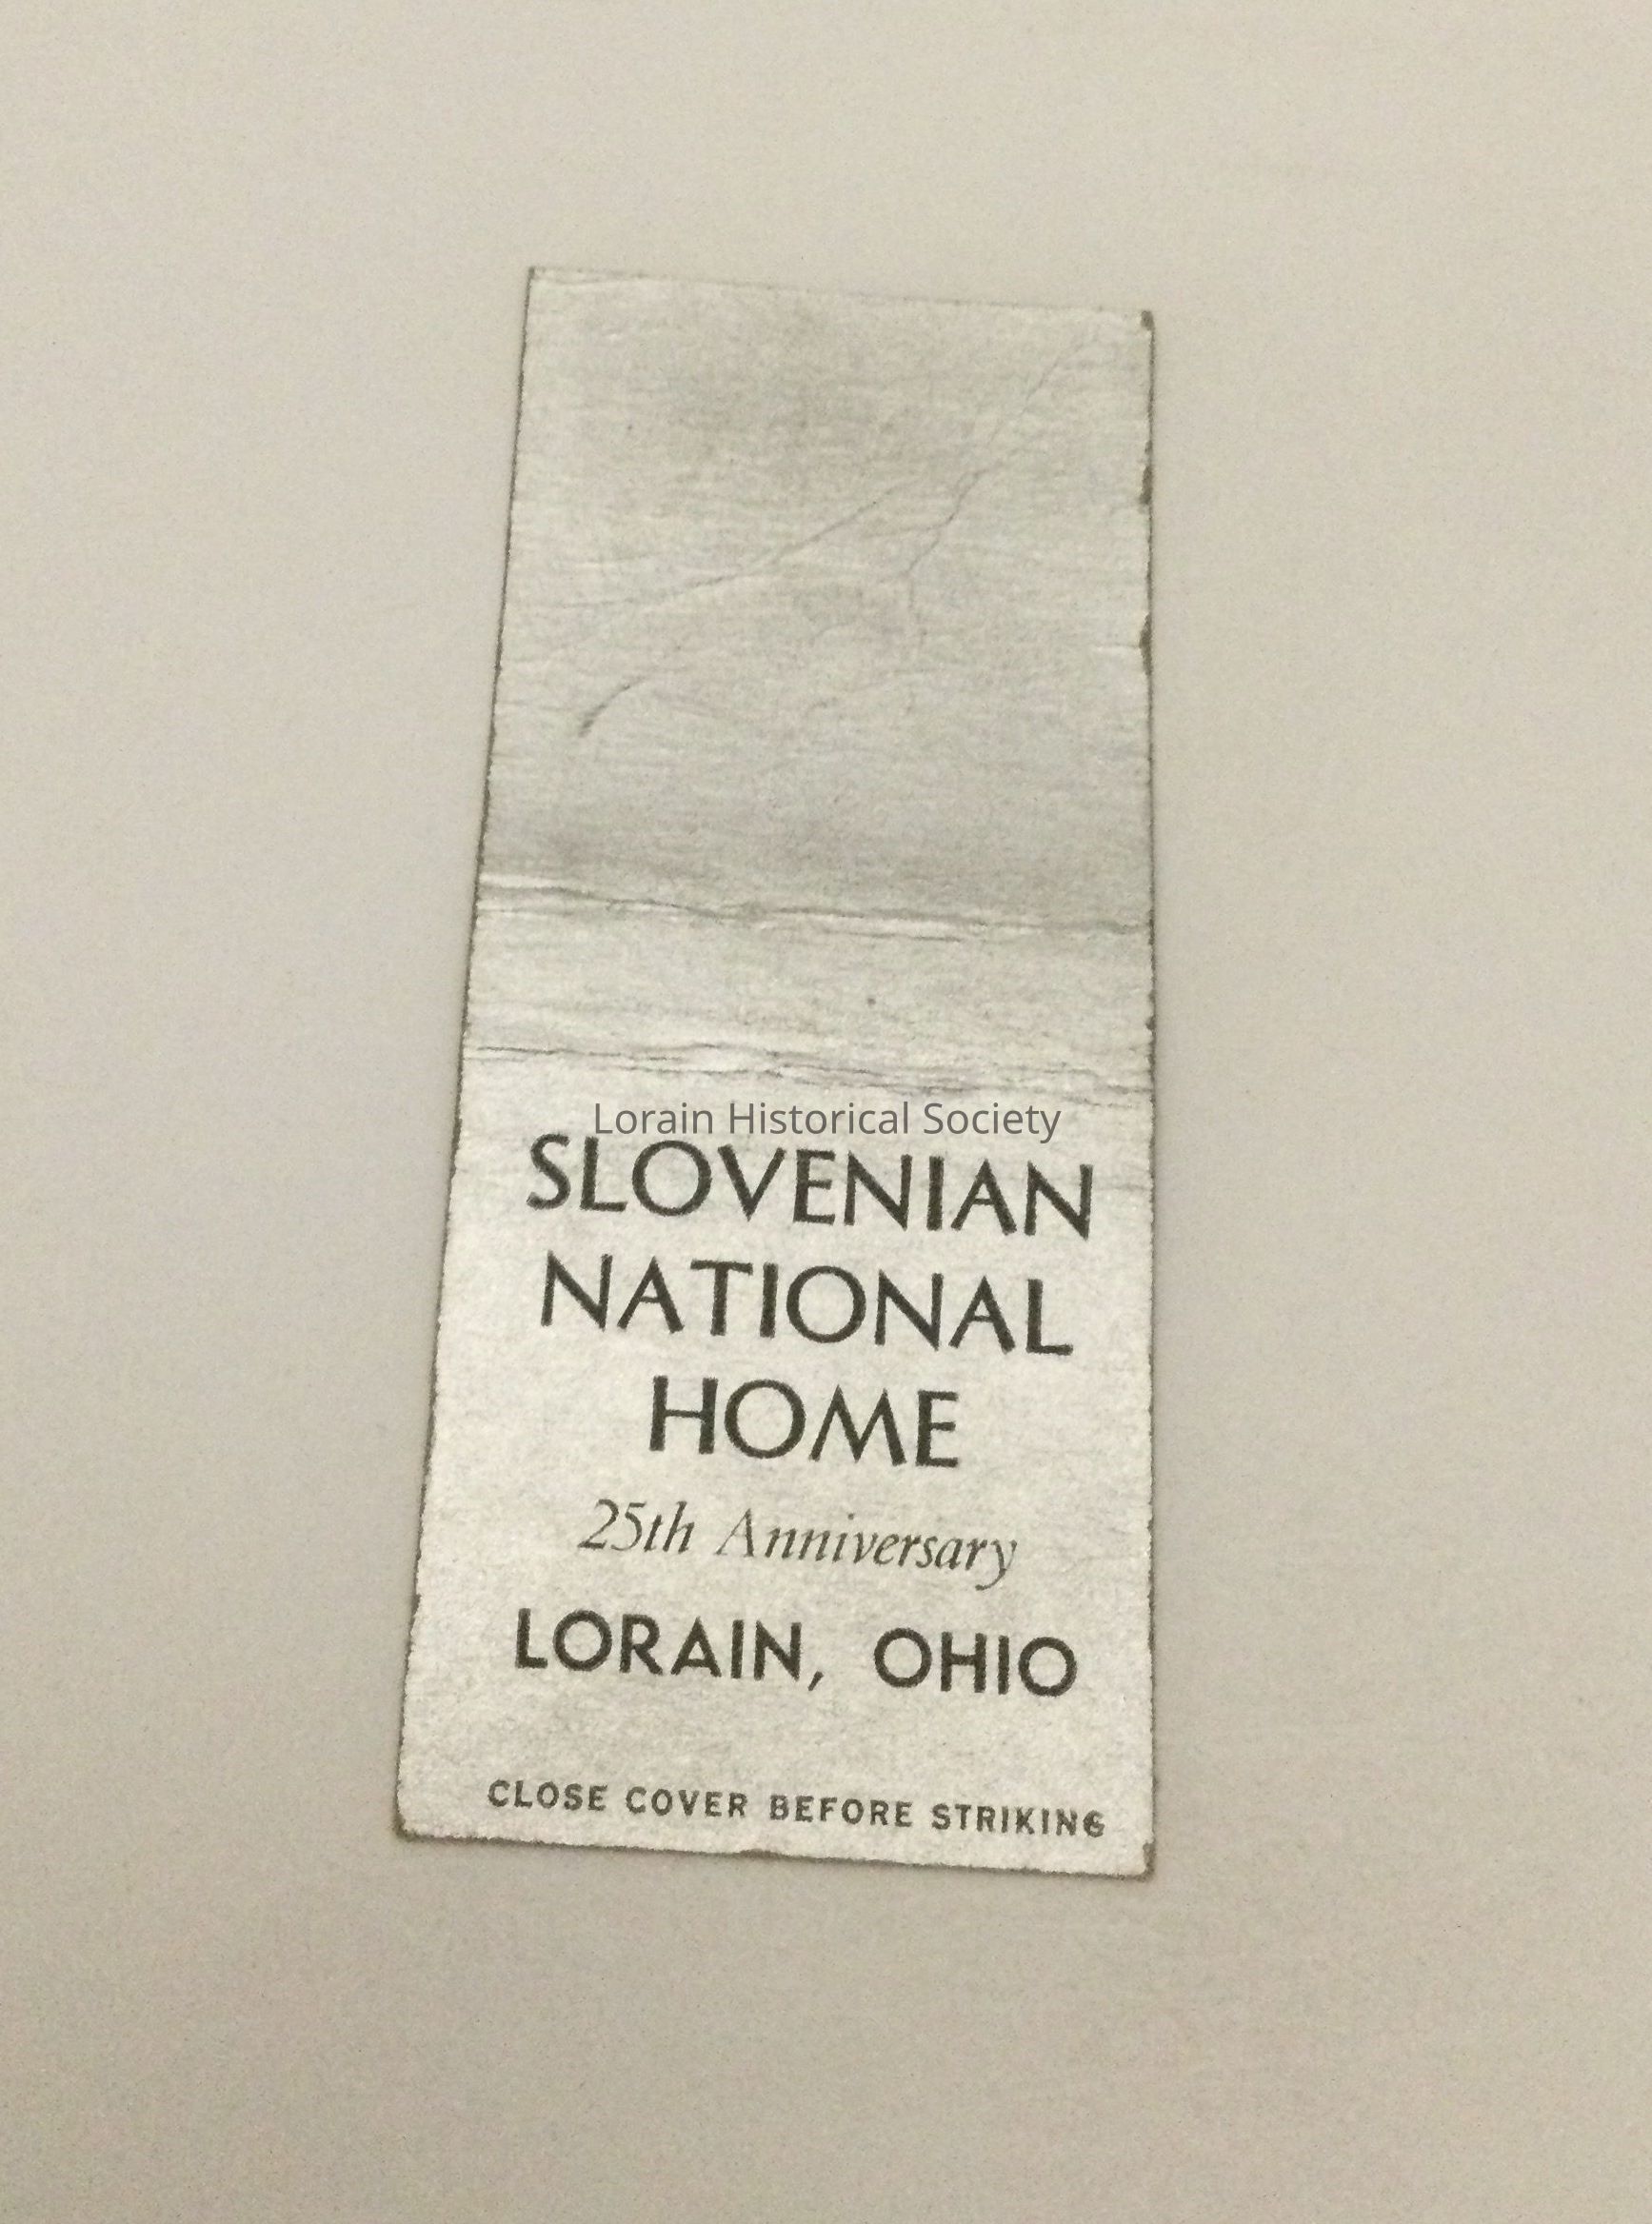 Lorain Historical Society
SLOVENIAN
NATIONAL
HOME
25th Anniversary
LORAIN, OHIO
CLOSE COVER BEFORE STRIKING